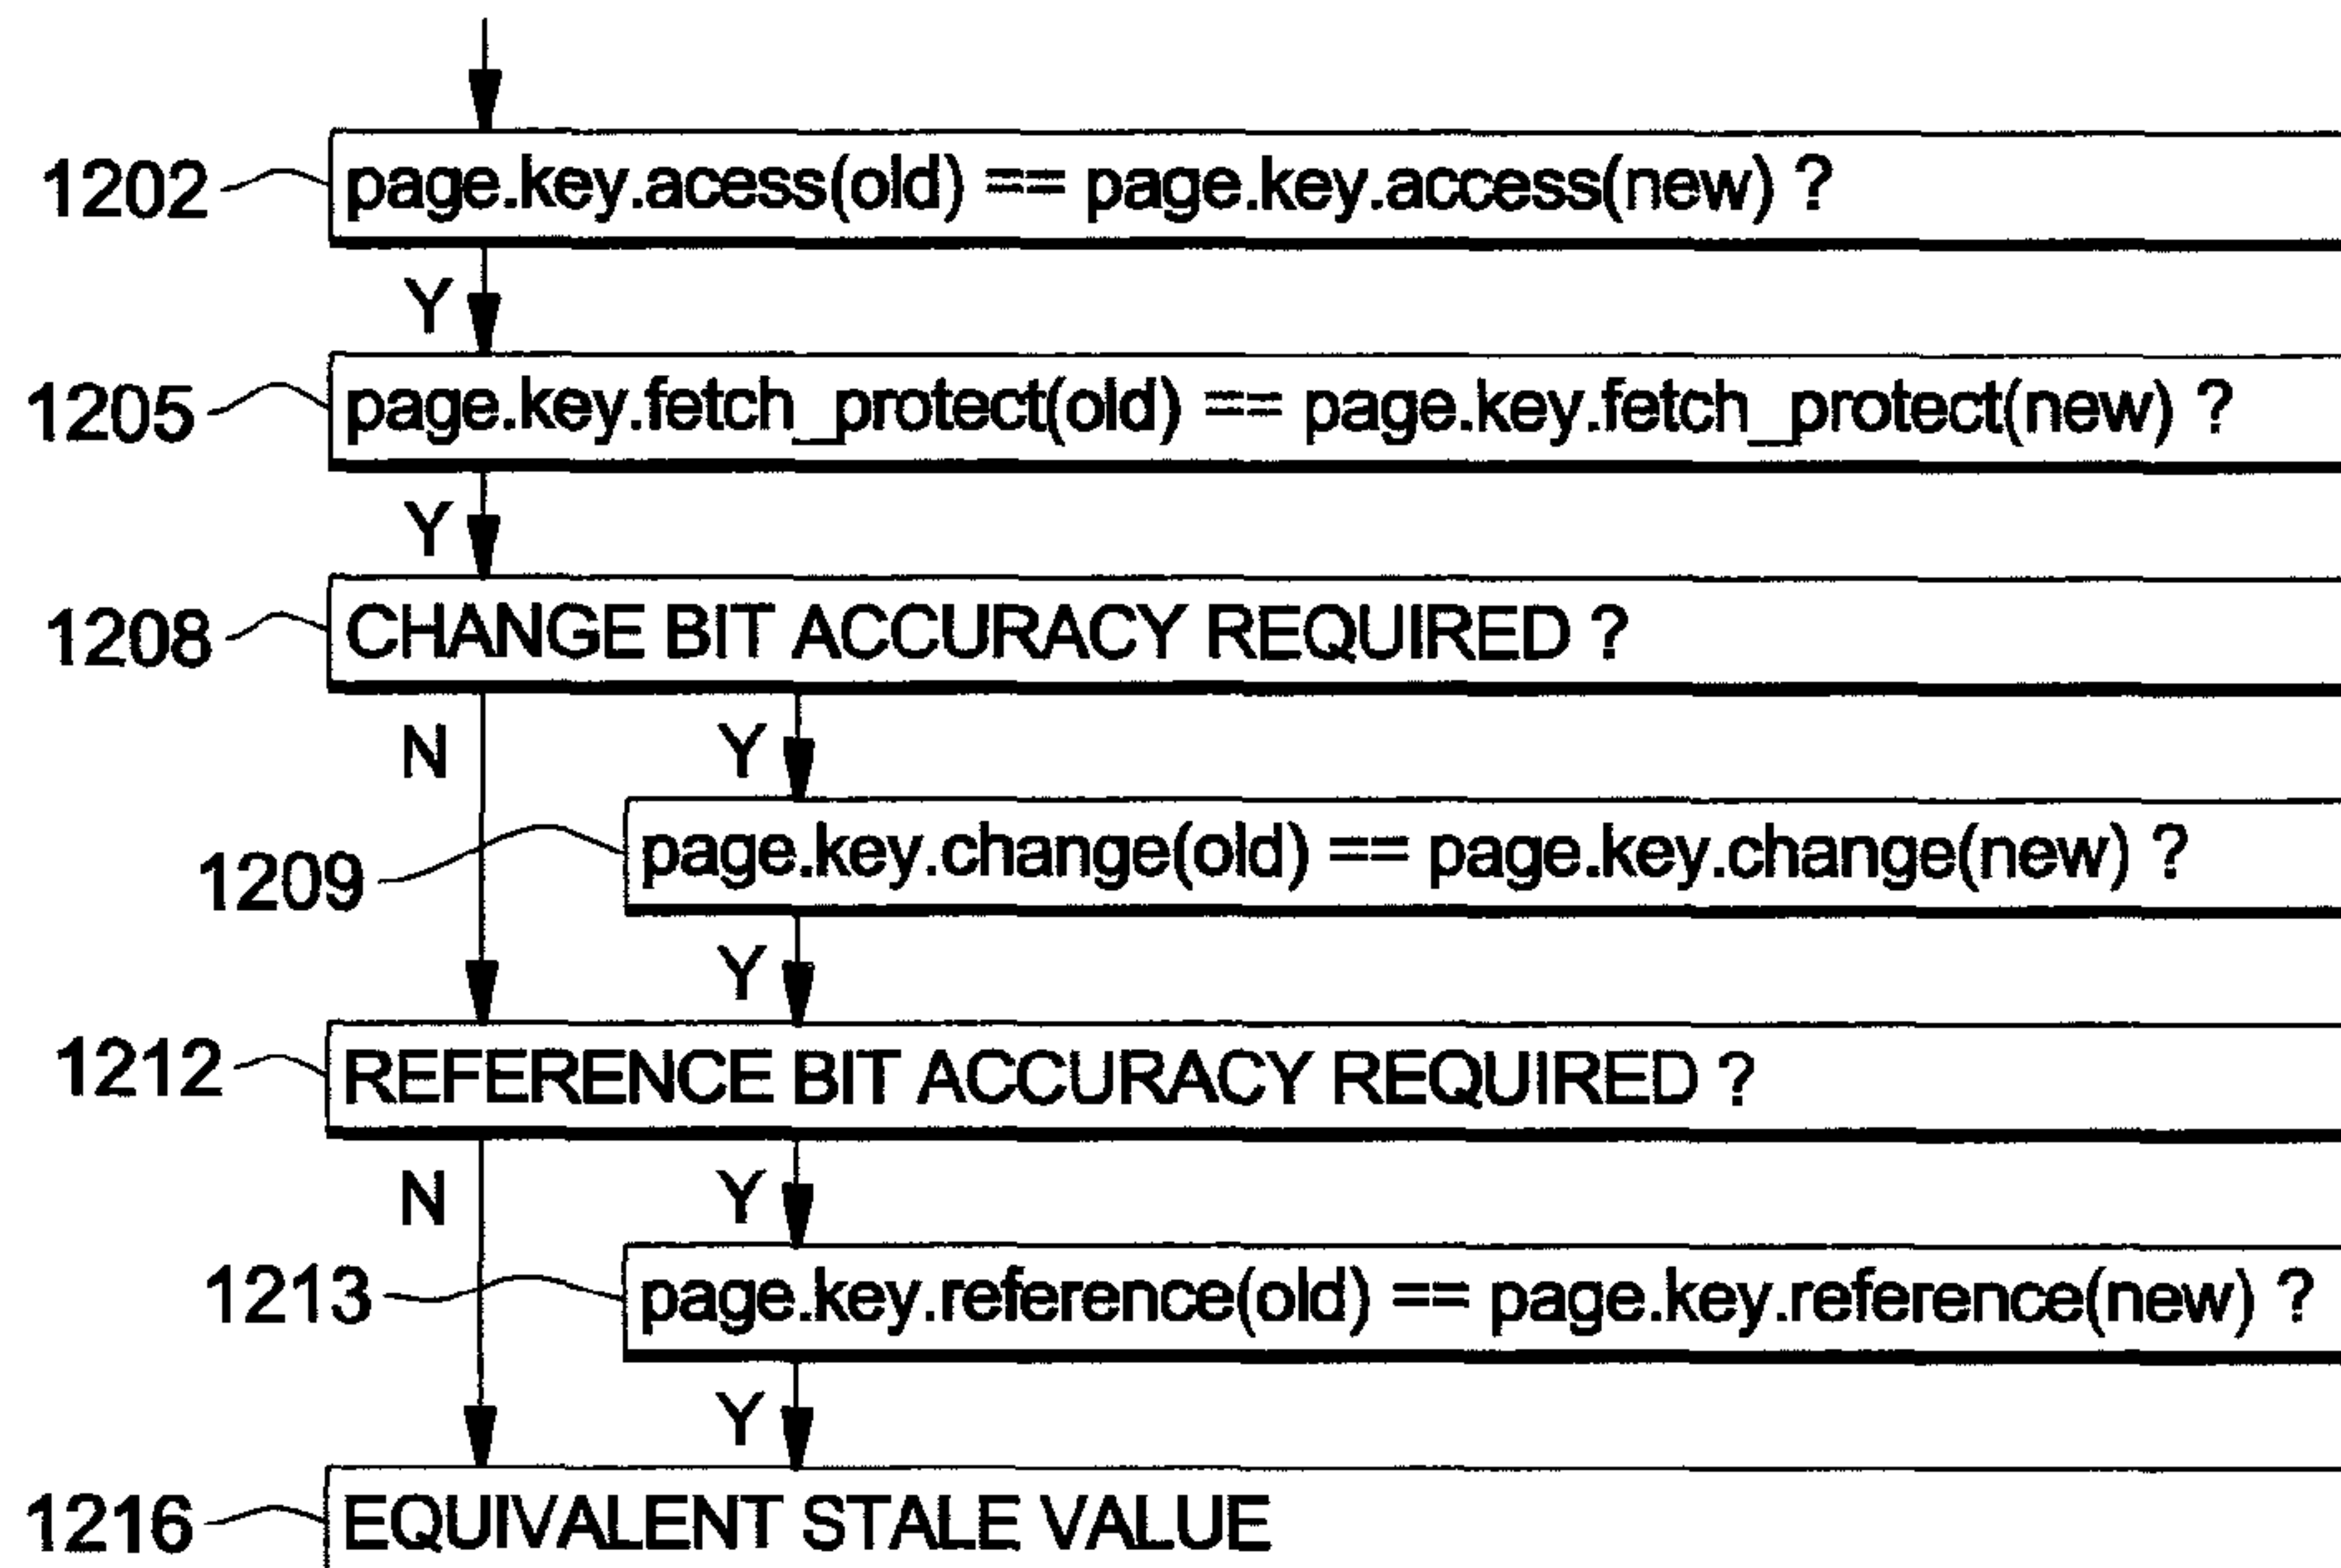 1202 page.key.acess(old) == page.key.access(new) ?
Y
1205 page.key.fetch_protect(old) == page.key.fetch_protect(new) ?
Y
1208 CHANGE BIT ACCURACY REQUIRED ?
N Y
1209 page.key.change(old) == page.key.change(new) ?
Y
1212 REFERENCE BIT ACCURACY REQUIRED ?
N Y
1213 page.key.reference(old) == page.key.reference(new) ?
Y
1216 EQUIVALENT STALE VALUE